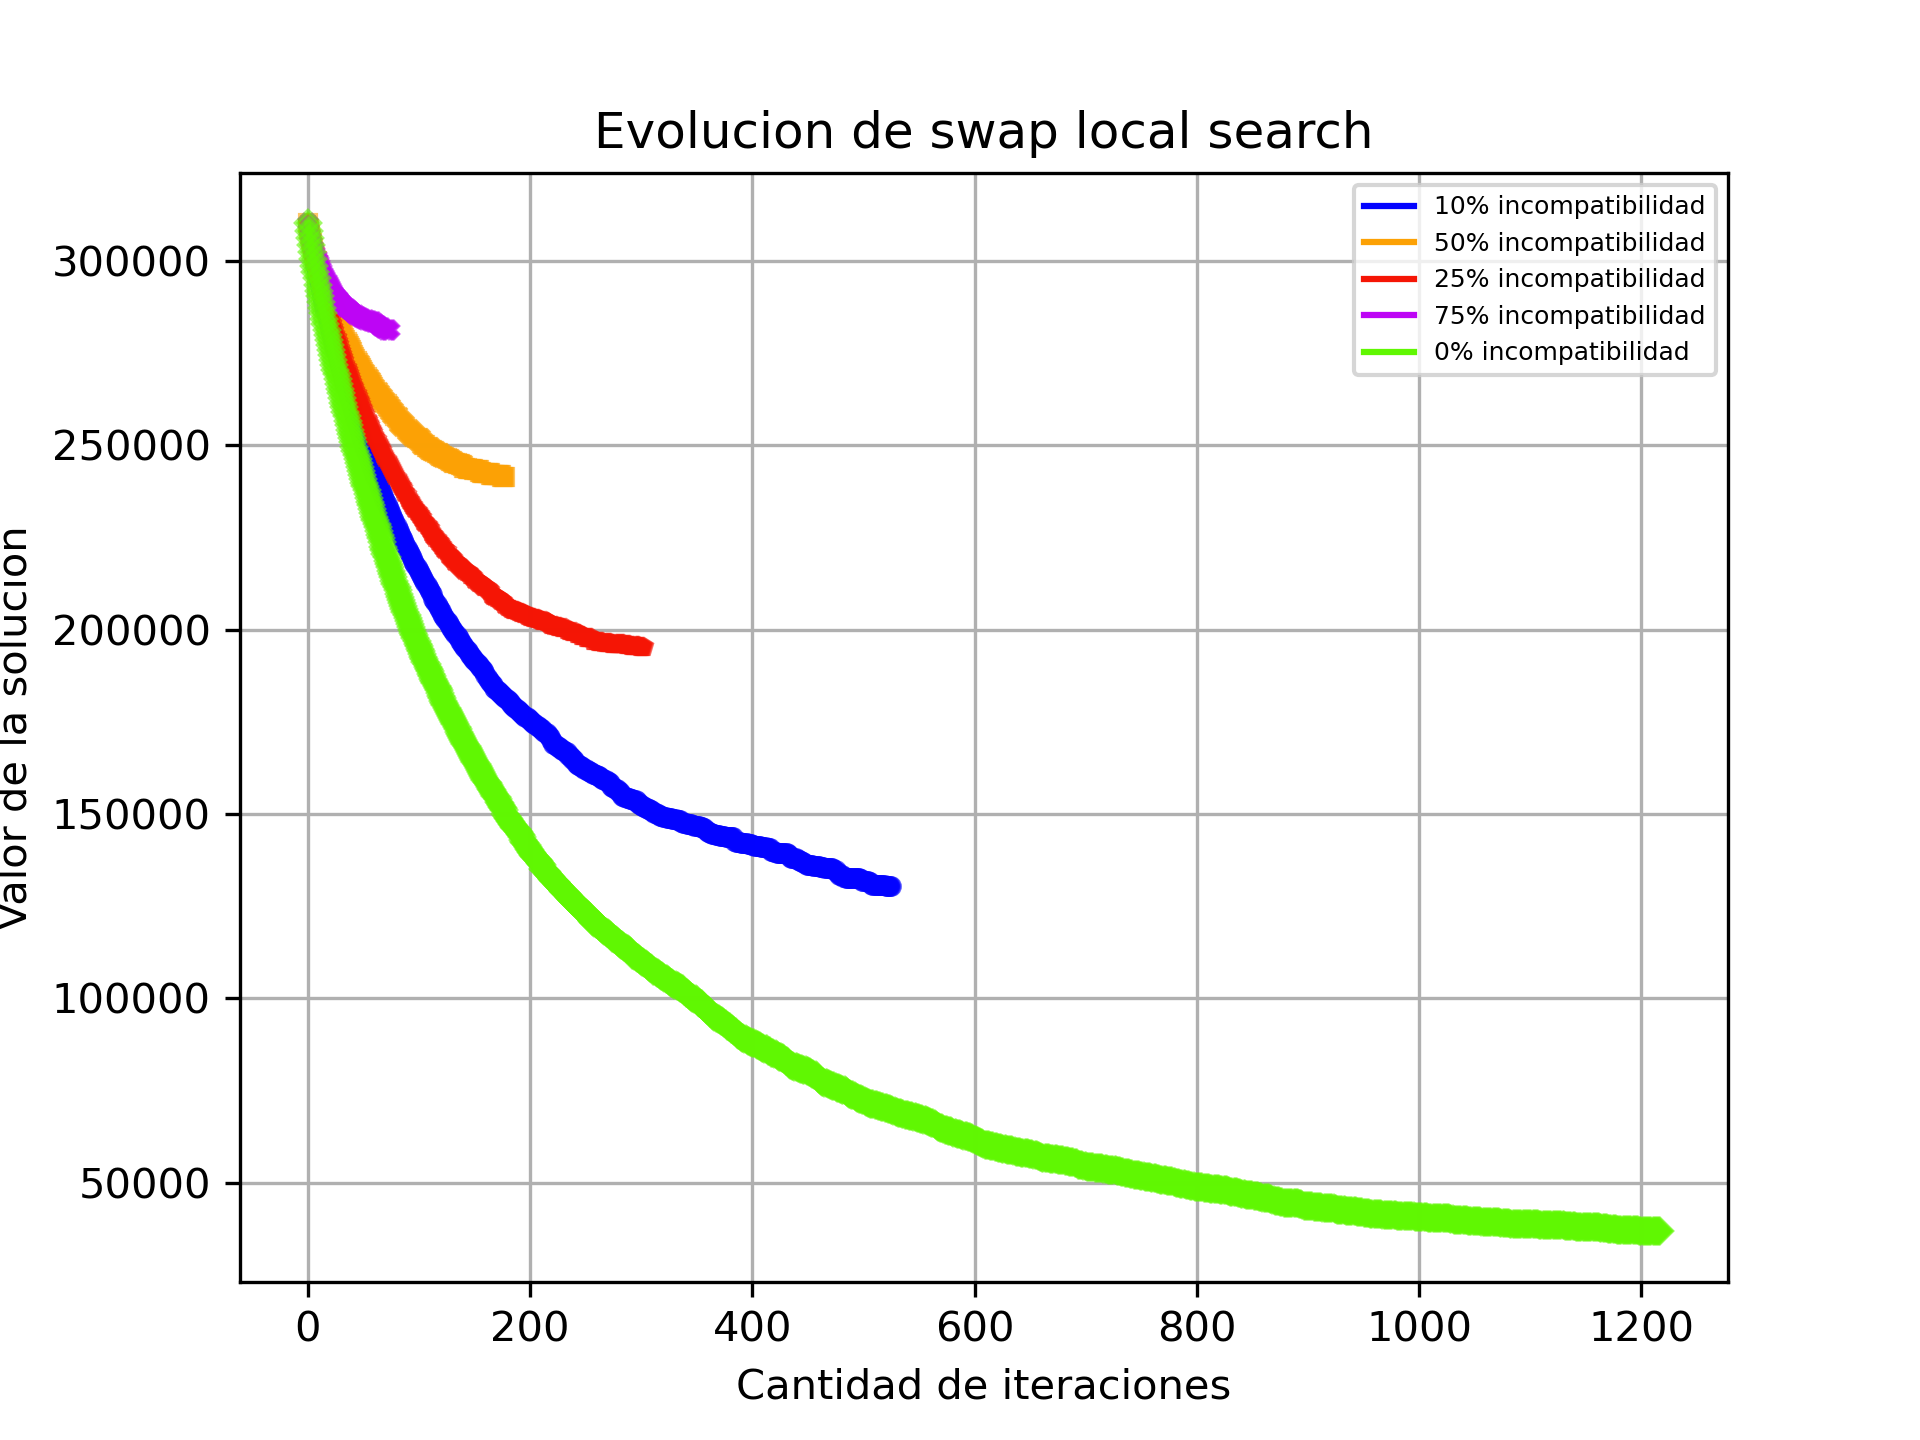 Evolucion de swap local search
10% incompatibilidad
50% incompatibilidad
25% incompatibilidad
75% incompatibilidad
0% incompatibilidad
Valor de la solucion
300000
250000
200000
150000
100000
50000
0 200 400 600 800 1000 1200
Cantidad de iteraciones